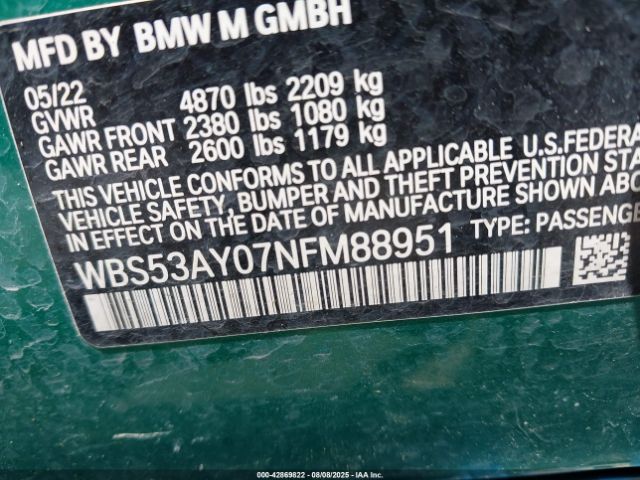 MFD BY BMW M GMBH
05/22
GVWR 4870 lbs 2209 kg
GAWR FRONT 2380 lbs 1080 kg
GAWR REAR 2600 lbs 1179 kg
THIS VEHICLE CONFORMS TO ALL APPLICABLE U.S.FEDERA
VEHICLE SAFETY, BUMPER AND THEFT PREVENTION STA
IN EFFECT ON THE DATE OF MANUFACTURE SHOWN ABO
WBS53AY07NFM88951 TYPE: PASSENGE
©COPY: 42869822 - 08/08/2025 - IAA Inc.